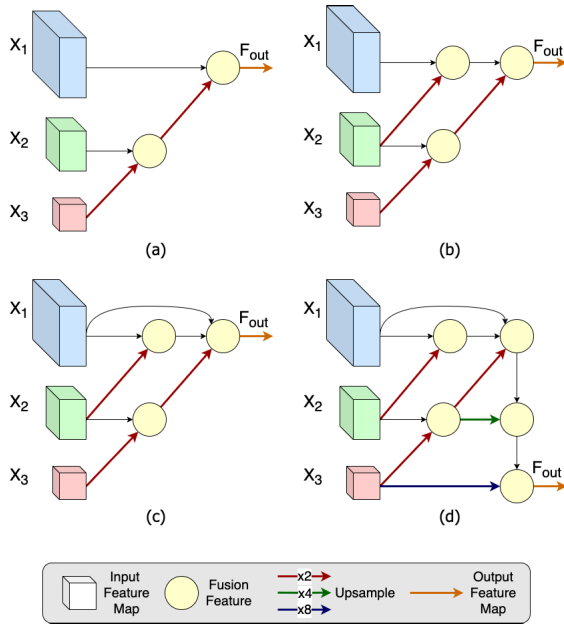 X1
Fout
X2
X3
(a)
X1
Fout
X2
X3
(b)
X1
Fout
X2
X3
(c)
X1
X2
X3
Fout
(d)
Input
Feature
Map
Fusion
Feature
x2
x4
x8
Upsample
Output
Feature
Map